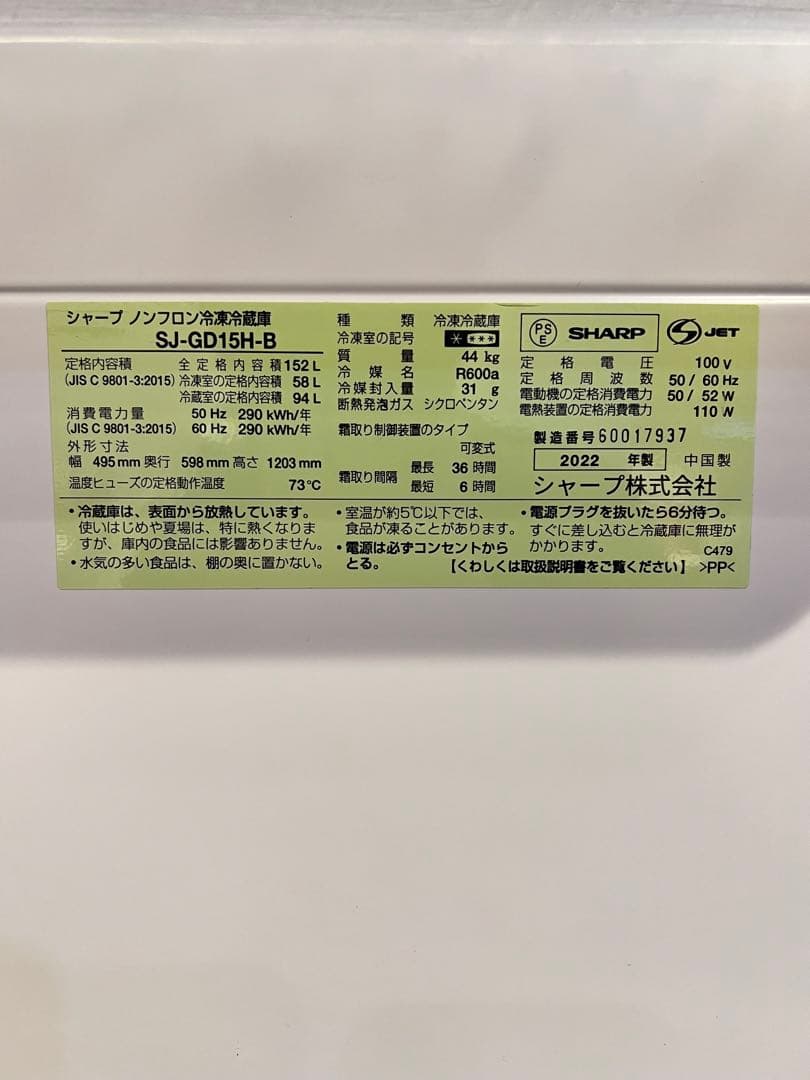 シャープ ノンフロン冷凍冷蔵庫
SJ-GD15H-B
定格内容積 全定格内容積 152 L
(JIS C 9801-3:2015) 冷凍室の定格内容積 58 L
冷蔵室の定格内容積 94 L
消費電力量 50 Hz 290 kWh/年
(JIS C 9801-3:2015) 60 Hz 290 kWh/年
外形寸法
幅 495 mm 奥行 598 mm 高さ 1203 mm
温度ヒューズの定格動作温度 73℃
種類 冷凍冷蔵庫
冷凍室の記号 ＊＊＊＊
質量 44 kg
冷媒名 R600a
冷媒封入量 31 g
断熱発泡ガス シクロペンタン
霜取り制御装置のタイプ
可変式
霜取り間隔 最長 36 時間
最短 6 時間
PSE SHARP S JET
定格電圧 100 V
定格周波数 50 / 60 Hz
電動機の定格消費電力 50 / 52 W
電熱装置の定格消費電力 110 W
製造番号 60017937
2022 年製 中国製
シャープ株式会社
・冷蔵庫は、表面から放熱しています。
使いはじめや夏場は、特に熱くなりま
すが、庫内の食品には影響ありません。
・水気の多い食品は、棚の奥に置かない。
・室温が約5℃以下では、
食品が凍ることがあります。
・電源は必ずコンセントから
とる。
・電源プラグを抜いたら6分待つ。
すぐに差し込むと冷蔵庫に無理が
かかります。 C479
【くわしくは取扱説明書をご覧ください】 >PP<